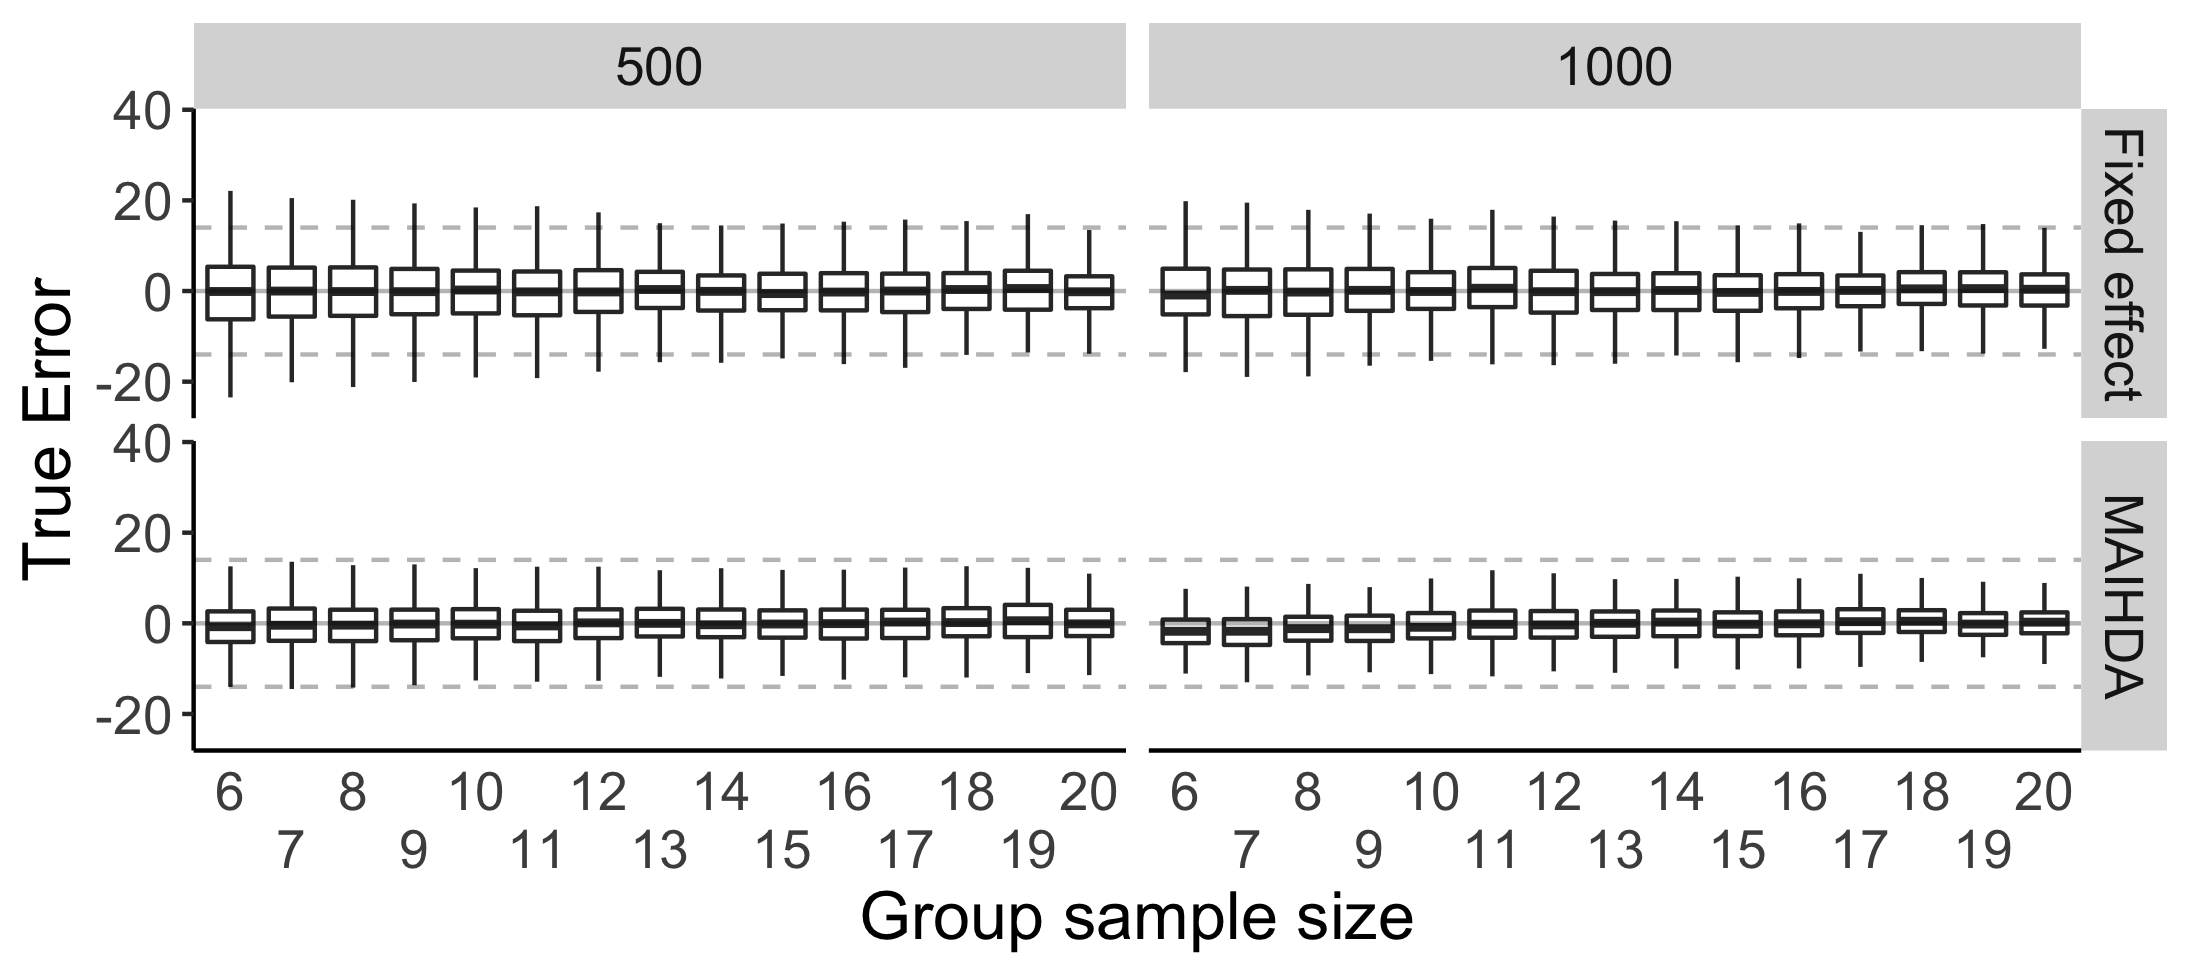 500 1000
40
20
0
-20
Fixed effect
40
20
0
-20
MAIHDA
True Error
6 8 10 12 14 16 18 20 6 8 10 12 14 16 18 20
7 9 11 13 15 17 19 7 9 11 13 15 17 19
Group sample size